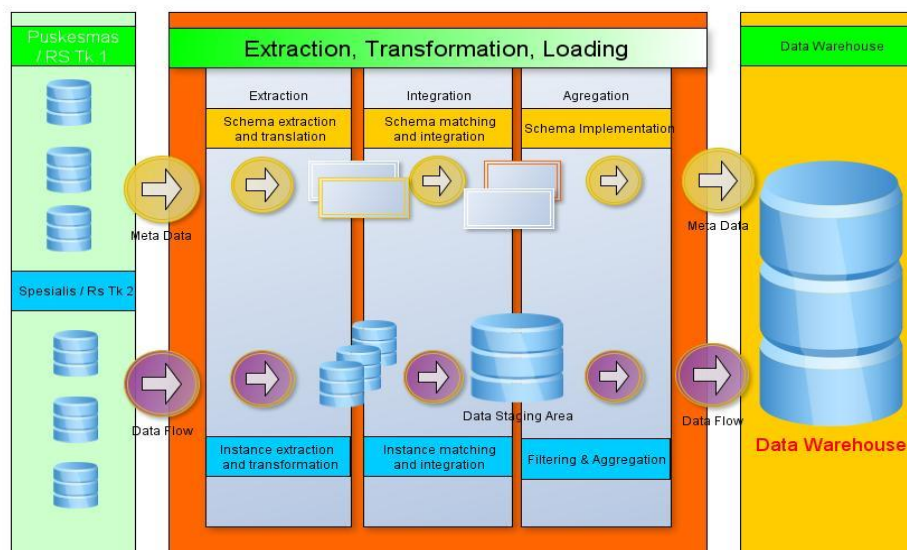 Puskesmas
/ RS Tk 1
Extraction, Transformation, Loading
Data Warehouse
Extraction
Integration
Agregation
Schema extraction
and translation
Schema matching
and integration
Schema Implementation
Meta Data
Meta Data
Spesialis / Rs Tk 2
Data Staging Area
Data Flow
Data Flow
Instance extraction
and transformation
Instance matching
and integration
Filtering & Aggregation
Data Warehouse